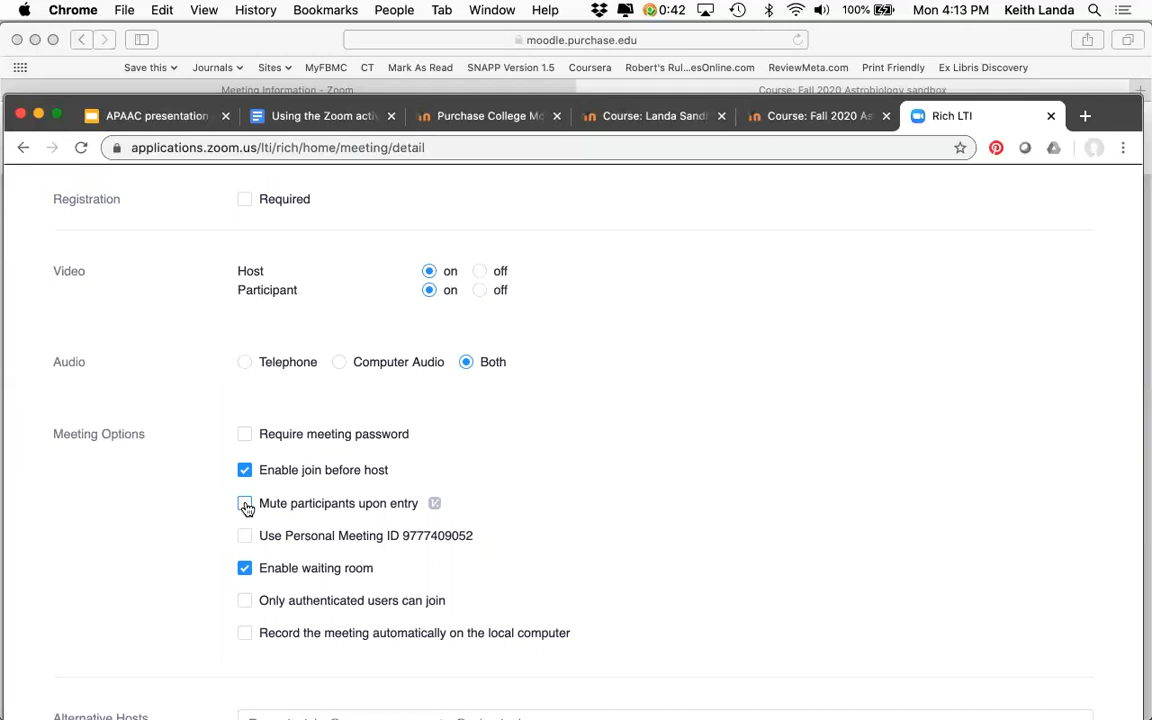 Chrome File Edit View History Bookmarks People Tab Window Help 0:42 100% Mon 4:13 PM Keith Landa
moodle.purchase.edu
Save this Journals Sites MyFBMC CT Mark As Read SNAPP Version 1.5 Coursera Robert's Rul...esOnline.com ReviewMeta.com Print Friendly Ex Libris Discovery
Meeting Information - Zoom Course: Fall 2020 Astrobiology sandbox
APAAC presentation Using the Zoom acti Purchase College Mo Course: Landa Sandl Course: Fall 2020 As Rich LTI
applications.zoom.us/lti/rich/home/meeting/detail
Registration Required
Video Host on off
Participant on off
Audio Telephone Computer Audio Both
Meeting Options Require meeting password
Enable join before host
Mute participants upon entry
Use Personal Meeting ID 9777409052
Enable waiting room
Only authenticated users can join
Record the meeting automatically on the local computer
Alternative Hosts